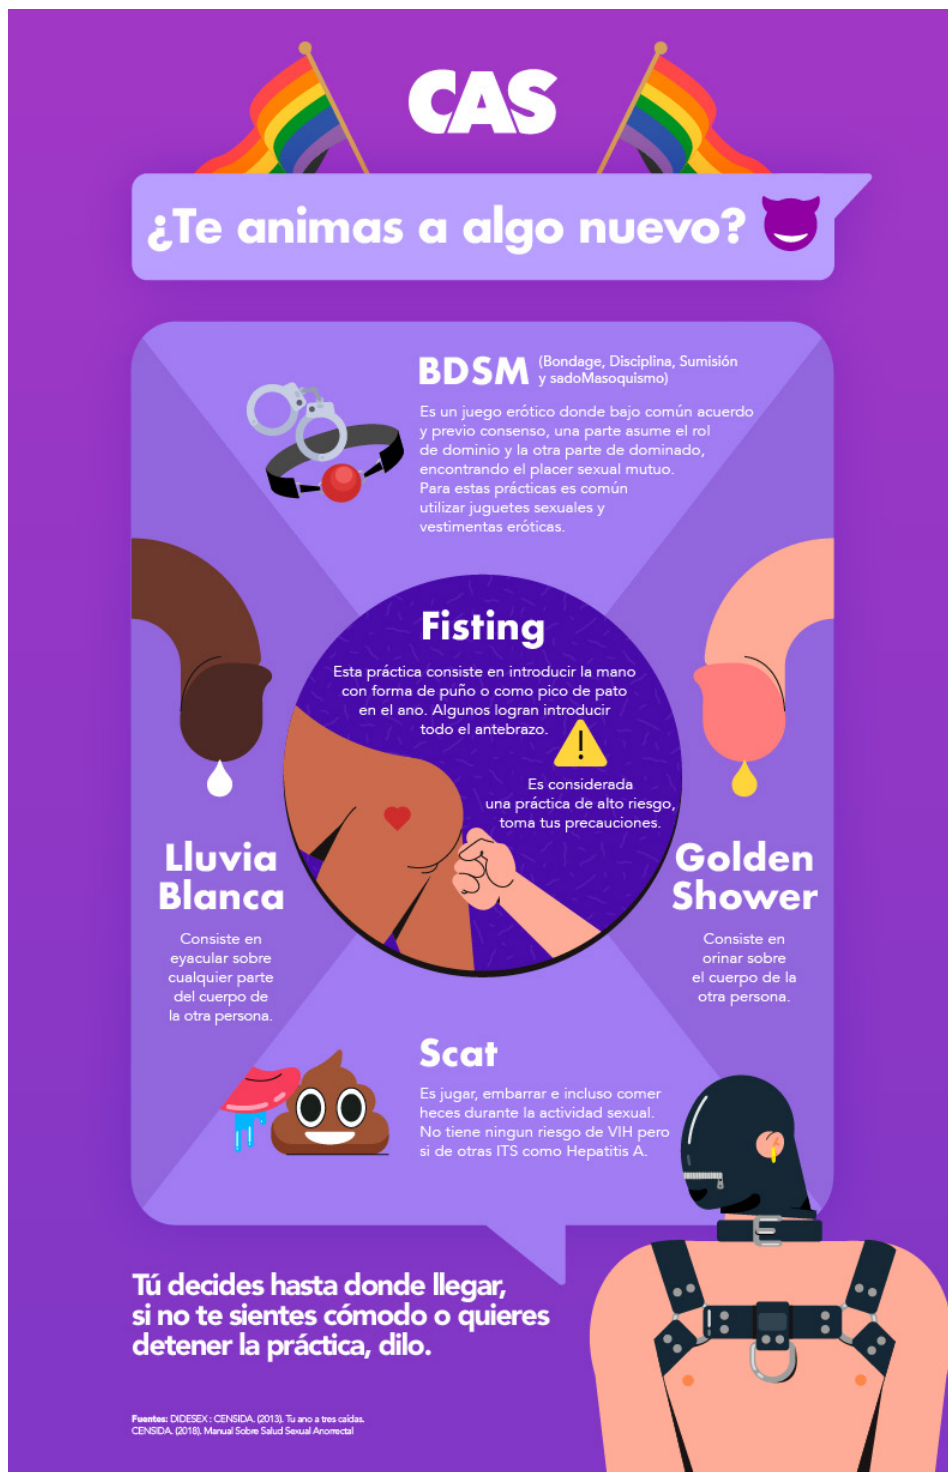 CAS
¿Te animas a algo nuevo?
BDSM (Bondage, Disciplina, Sumisión
y sadoMasoquismo)
Es un juego erótico donde bajo común acuerdo
y previo consenso, una parte asume el rol
de dominio y la otra parte de dominado,
encontrando el placer sexual mutuo.
Para estas prácticas es común
utilizar juguetes sexuales y
vestimentas eróticas.
Fisting
Esta práctica consiste en introducir la mano
con forma de puño o como pico de pato
en el ano. Algunos logran introducir
todo el antebrazo.
Es considerada
una práctica de alto riesgo,
toma tus precauciones.
Lluvia
Blanca
Consiste en
eyacular sobre
cualquier parte
del cuerpo de
la otra persona.
Golden
Shower
Consiste en
orinar sobre
el cuerpo de la
otra persona.
Scat
Es jugar, embarrar e incluso comer
heces durante la actividad sexual.
No tiene ningun riesgo de VIH pero
si de otras ITS como Hepatitis A.
Tú decides hasta donde llegar,
si no te sientes cómodo o quieres
detener la práctica, dilo.
Fuentes: DIDESEX : CENSIDA. (2013). Tu ano a tres caídas.
CENSIDA. (2018). Manual Sobre Salud Sexual Anorrectal